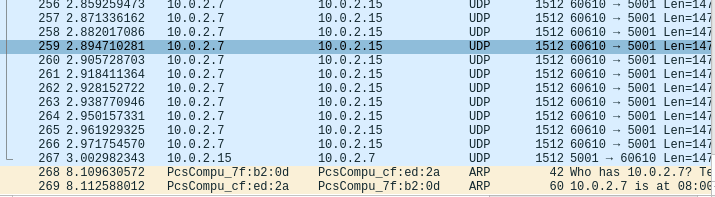 256 2.859259473 10.0.2.7 10.0.2.15 UDP 1512 60610 → 5001 Len=147
257 2.871336162 10.0.2.7 10.0.2.15 UDP 1512 60610 → 5001 Len=147
258 2.882017086 10.0.2.7 10.0.2.15 UDP 1512 60610 → 5001 Len=147
259 2.894710281 10.0.2.7 10.0.2.15 UDP 1512 60610 → 5001 Len=147
260 2.905728703 10.0.2.7 10.0.2.15 UDP 1512 60610 → 5001 Len=147
261 2.918411364 10.0.2.7 10.0.2.15 UDP 1512 60610 → 5001 Len=147
262 2.928152722 10.0.2.7 10.0.2.15 UDP 1512 60610 → 5001 Len=147
263 2.938770946 10.0.2.7 10.0.2.15 UDP 1512 60610 → 5001 Len=147
264 2.950157331 10.0.2.7 10.0.2.15 UDP 1512 60610 → 5001 Len=147
265 2.961929325 10.0.2.7 10.0.2.15 UDP 1512 60610 → 5001 Len=147
266 2.971754570 10.0.2.7 10.0.2.15 UDP 1512 60610 → 5001 Len=147
267 3.002982343 10.0.2.15 10.0.2.7 UDP 1512 5001 → 60610 Len=147
268 8.109630572 PcsCompu_7f:b2:0d PcsCompu_cf:ed:2a ARP 42 Who has 10.0.2.7? Te
269 8.112588012 PcsCompu_cf:ed:2a PcsCompu_7f:b2:0d ARP 60 10.0.2.7 is at 08:00